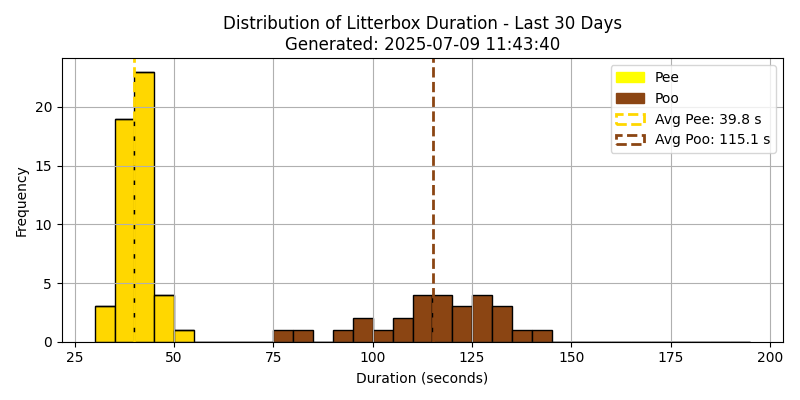 Distribution of Litterbox Duration - Last 30 Days
Generated: 2025-07-09 11:43:40
Pee
Poo
Avg Pee: 39.8 s
Avg Poo: 115.1 s
Frequency
20
15
10
5
0
25 50 75 100 125 150 175 200
Duration (seconds)